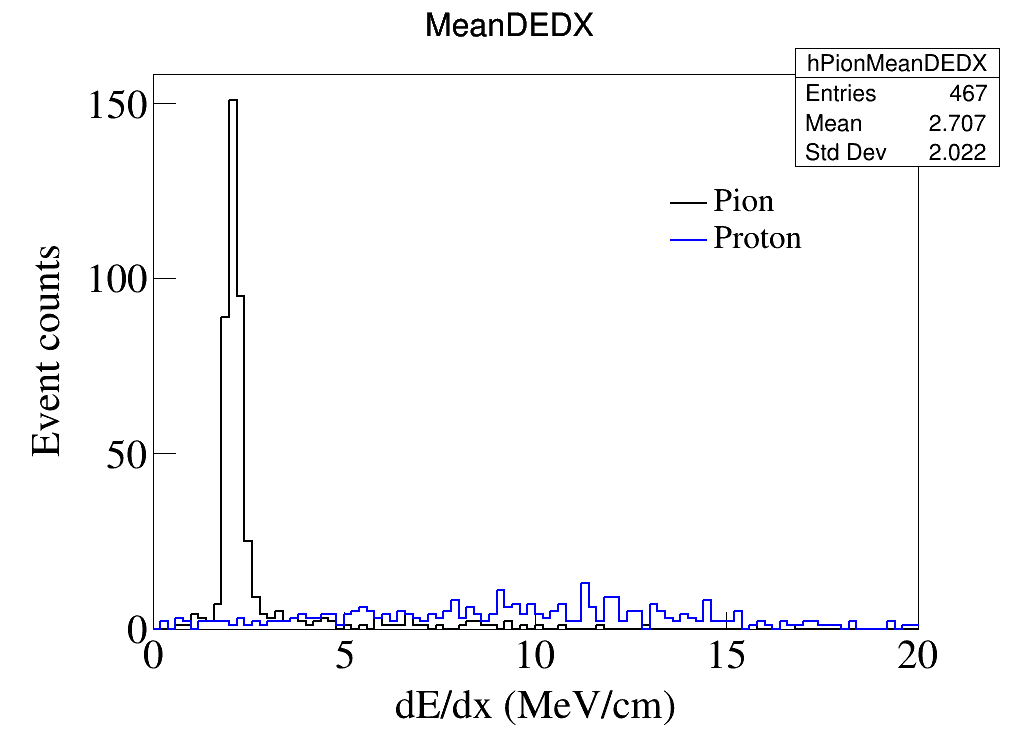 MeanDEDX
hPionMeanDEDX
Entries 467
Mean 2.707
Std Dev 2.022
Pion
Proton
Event counts
150
100
50
0
0 5 10 15 20
dE/dx (MeV/cm)